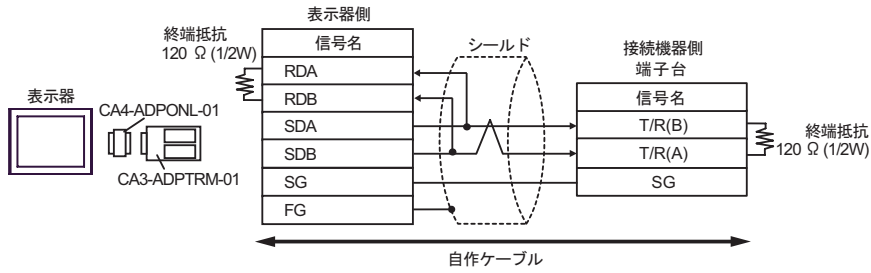 表示器側
終端抵抗
120 Ω (1/2W)
信号名
RDA
RDB
SDA
SDB
SG
FG
シールド
接続機器側
端子台
信号名
T/R(B)
T/R(A)
SG
終端抵抗
120 Ω (1/2W)
表示器
CA4-ADPONL-01
CA3-ADPTRM-01
自作ケーブル